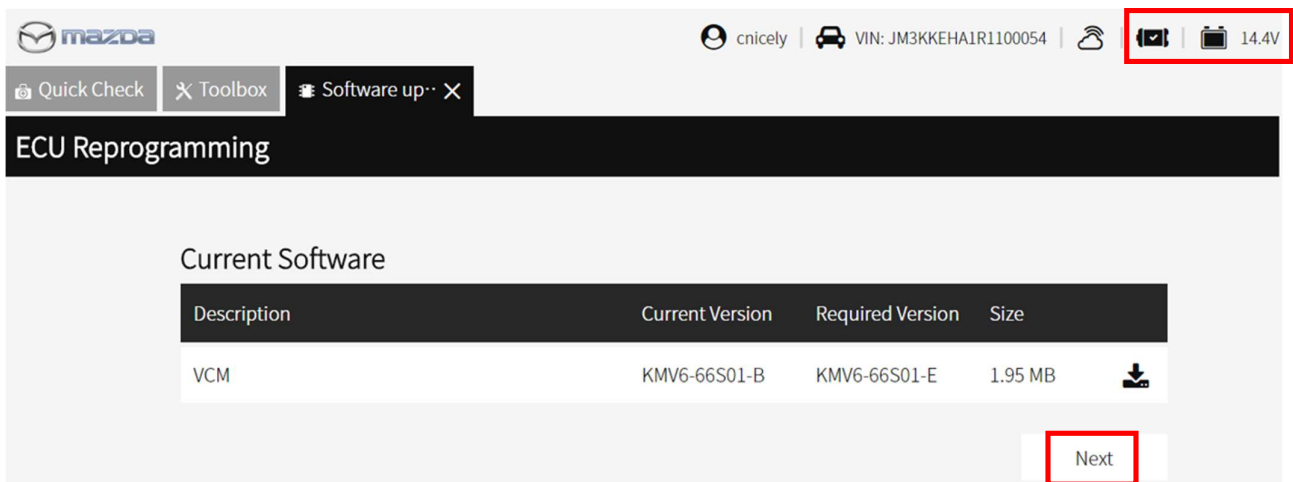 mazda
cnicely VIN: JM3KKEHA1R1100054 14.4V
Quick Check Toolbox Software up··
ECU Reprogramming
Current Software
Description Current Version Required Version Size
VCM KMV6-66S01-B KMV6-66S01-E 1.95 MB
Next